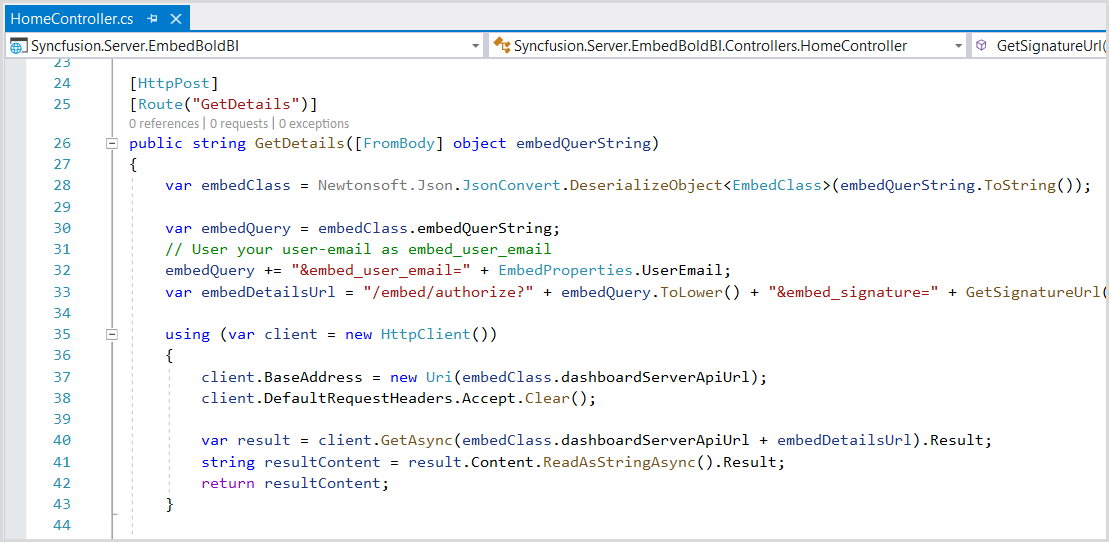 HomeController.cs
Syncfusion.Server.EmbedBoldBI Syncfusion.Server.EmbedBoldBI.Controllers.HomeController GetSignatureUrl(
23
24 [HttpPost]
25 [Route("GetDetails")]
0 references | 0 requests | 0 exceptions
26 public string GetDetails([FromBody] object embedQuerString)
27 {
28 var embedClass = Newtonsoft.Json.JsonConvert.DeserializeObject<EmbedClass>(embedQuerString.ToString());
29
30 var embedQuery = embedClass.embedQuerString;
31 // User your user-email as embed_user_email
32 embedQuery += "&embed_user_email=" + EmbedProperties.UserEmail;
33 var embedDetailsUrl = "/embed/authorize?" + embedQuery.ToLower() + "&embed_signature=" + GetSignatureUrl(
34
35 using (var client = new HttpClient())
36 {
37 client.BaseAddress = new Uri(embedClass.dashboardServerApiUrl);
38 client.DefaultRequestHeaders.Accept.Clear();
39
40 var result = client.GetAsync(embedClass.dashboardServerApiUrl + embedDetailsUrl).Result;
41 string resultContent = result.Content.ReadAsStringAsync().Result;
42 return resultContent;
43 }
44